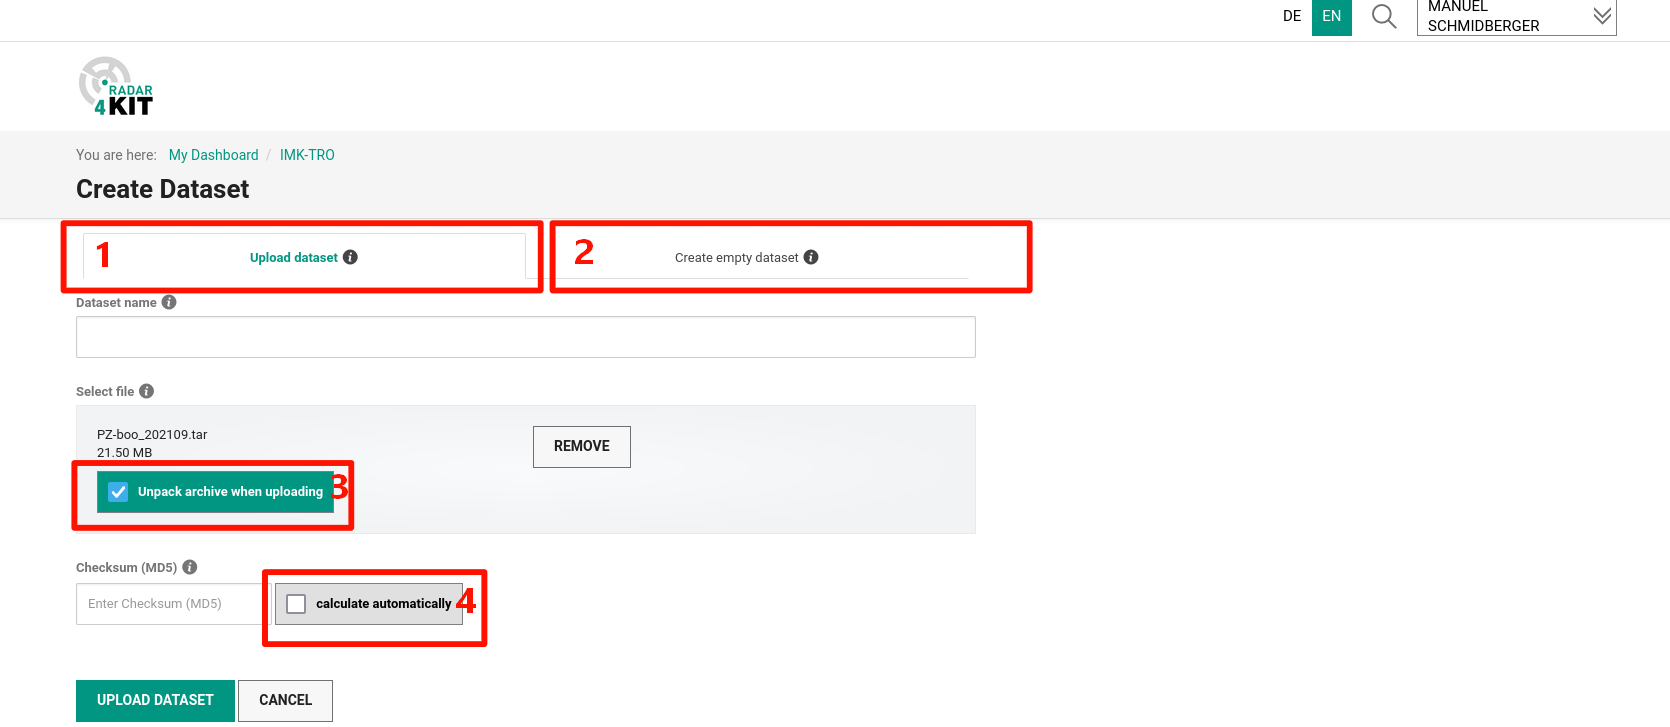 DE EN MANUEL
SCHMIDBERGER
RADAR
4KIT
You are here: My Dashboard / IMK-TRO
Create Dataset
1 Upload dataset i 2 Create empty dataset i
Dataset name i
Select file i
PZ-boo_202109.tar
21.50 MB
REMOVE
Unpack archive when uploading 3
Checksum (MD5) i
Enter Checksum (MD5) calculate automatically 4
UPLOAD DATASET CANCEL